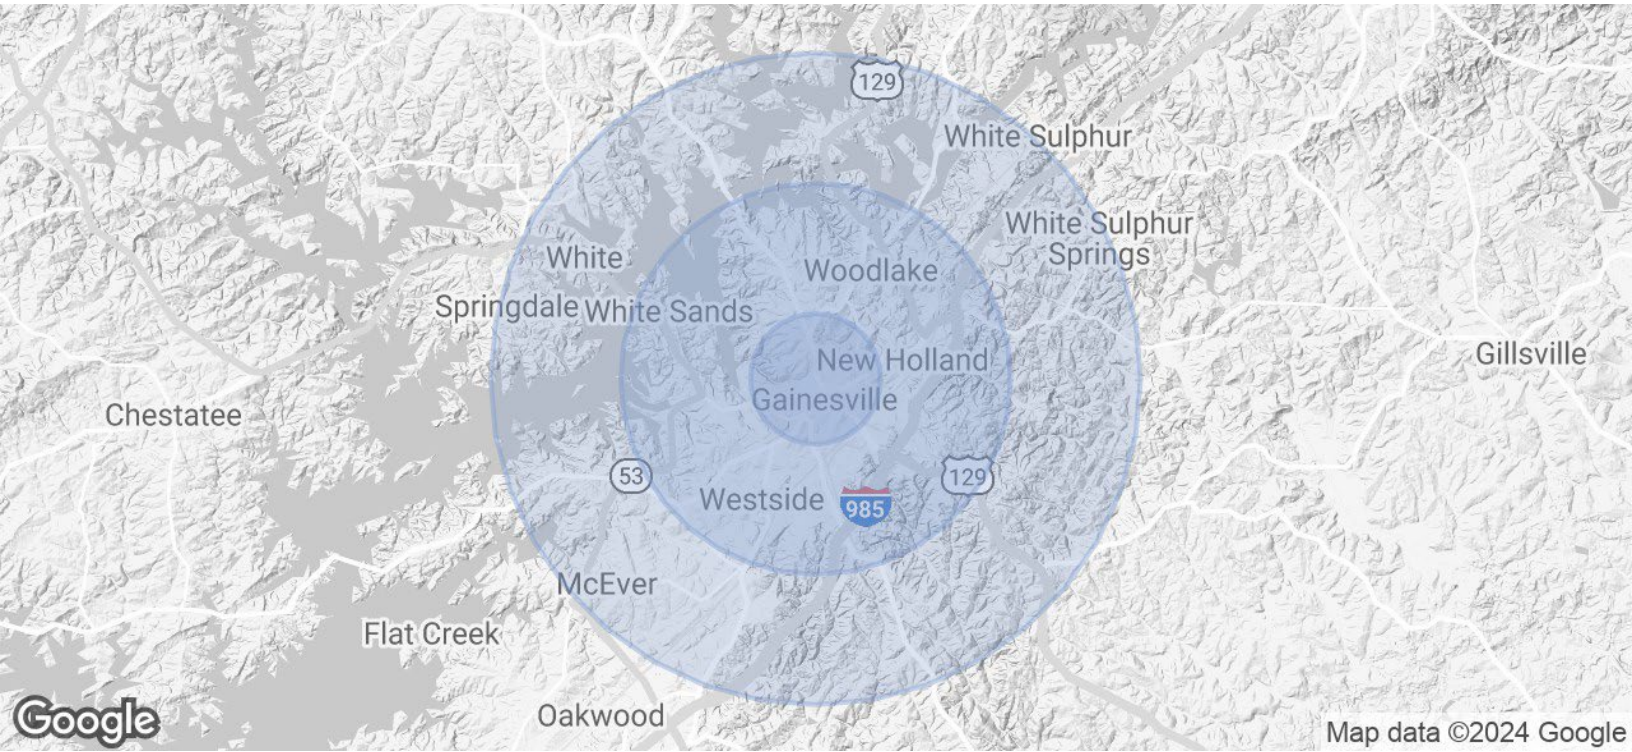 129
White Sulphur
White Sulphur
Springs
White
Woodlake
Springdale
White Sands
New Holland
Gillsville
Gainesville
Chestatee
53
129
Westside
985
McEver
Flat Creek
Oakwood
Google
Map data ©2024 Google